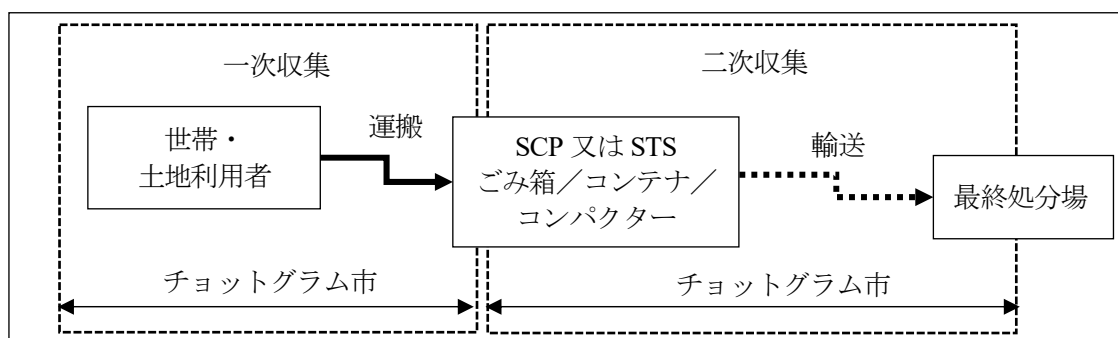 一次収集
二次収集
世帯・
土地利用者
運搬
SCP 又は STS
ごみ箱／コンテナ／
コンパクター
輸送
最終処分場
チョットグラム市
チョットグラム市